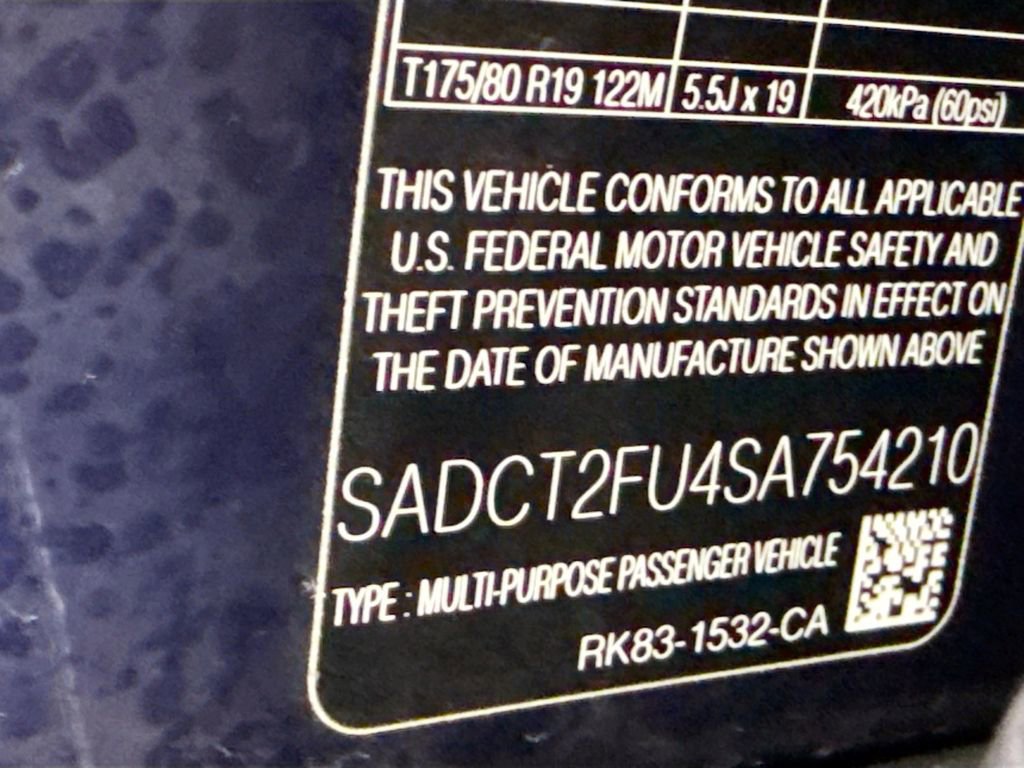 T175/80 R19 122M 5.5J x 19 420kPa (60psi)
THIS VEHICLE CONFORMS TO ALL APPLICABLE
U.S. FEDERAL MOTOR VEHICLE SAFETY AND
THEFT PREVENTION STANDARDS IN EFFECT ON
THE DATE OF MANUFACTURE SHOWN ABOVE
SADCT2FU4SA754210
TYPE : MULTI-PURPOSE PASSENGER VEHICLE
RK83-1532-CA